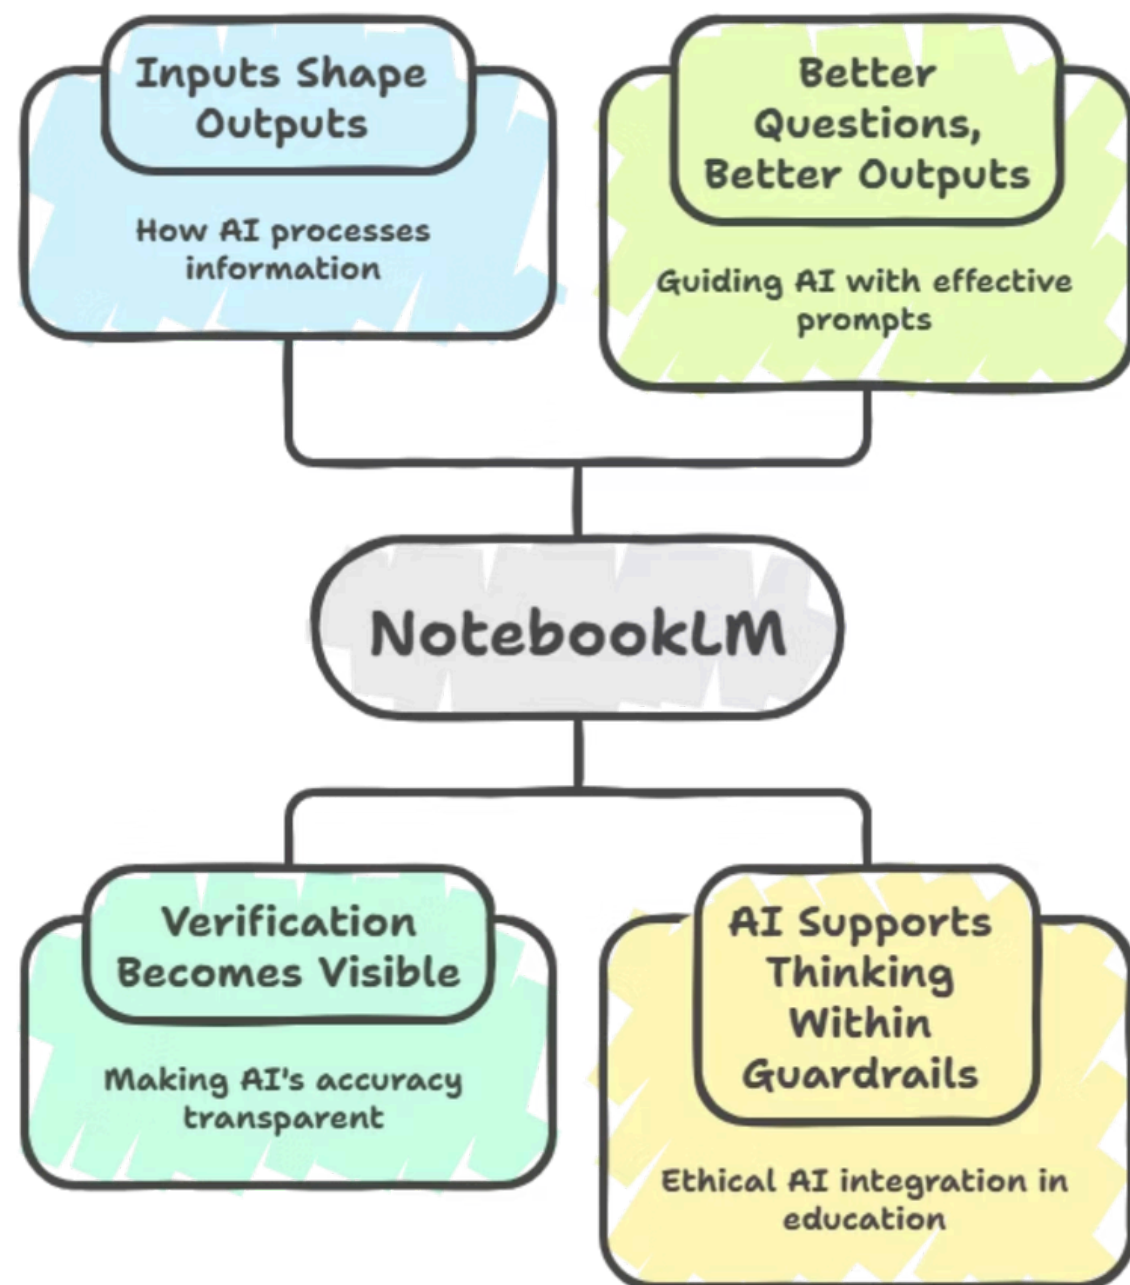 Inputs Shape
Outputs
How AI processes
information
Better
Questions,
Better Outputs
Guiding AI with effective
prompts
NotebookLM
Verification
Becomes Visible
Making AI's accuracy
transparent
AI Supports
Thinking
Within
Guardrails
Ethical AI integration in
education